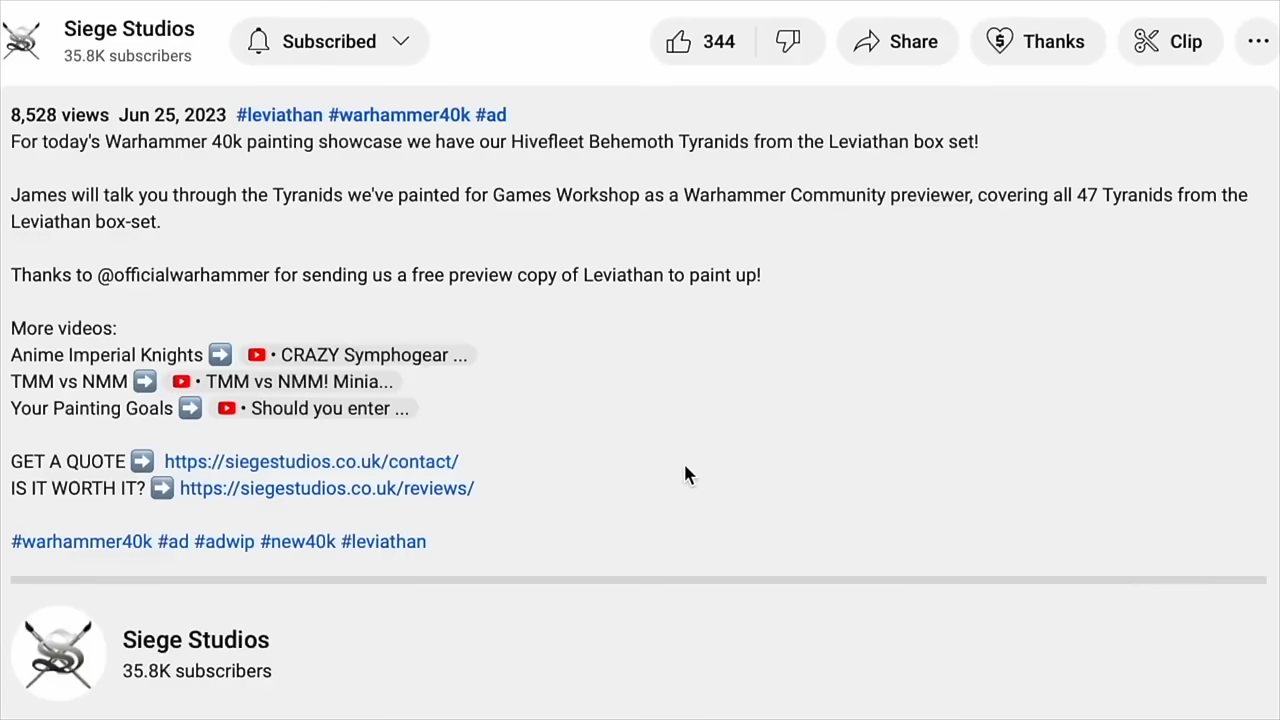 Siege Studios
35.8K subscribers
Subscribed
344
Share
Thanks
Clip
8,528 views Jun 25, 2023 #leviathan #warhammer40k #ad
For today's Warhammer 40k painting showcase we have our Hivefleet Behemoth Tyranids from the Leviathan box set!
James will talk you through the Tyranids we've painted for Games Workshop as a Warhammer Community previewer, covering all 47 Tyranids from the
Leviathan box-set.
Thanks to @officialwarhammer for sending us a free preview copy of Leviathan to paint up!
More videos:
Anime Imperial Knights ➡️ • CRAZY Symphogear ...
TMM vs NMM ➡️ • TMM vs NMM! Minia...
Your Painting Goals ➡️ • Should you enter ...
GET A QUOTE ➡️ https://siegestudios.co.uk/contact/
IS IT WORTH IT? ➡️ https://siegestudios.co.uk/reviews/
#warhammer40k #ad #adwip #new40k #leviathan
Siege Studios
35.8K subscribers